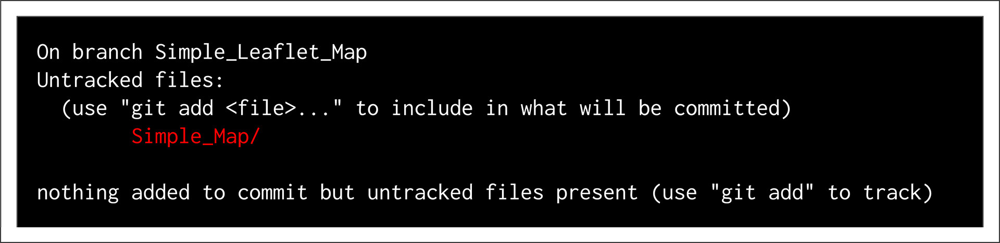 On branch Simple_Leaflet_Map
Untracked files:
  (use "git add <file>..." to include in what will be committed)
        Simple_Map/

nothing added to commit but untracked files present (use "git add" to track)